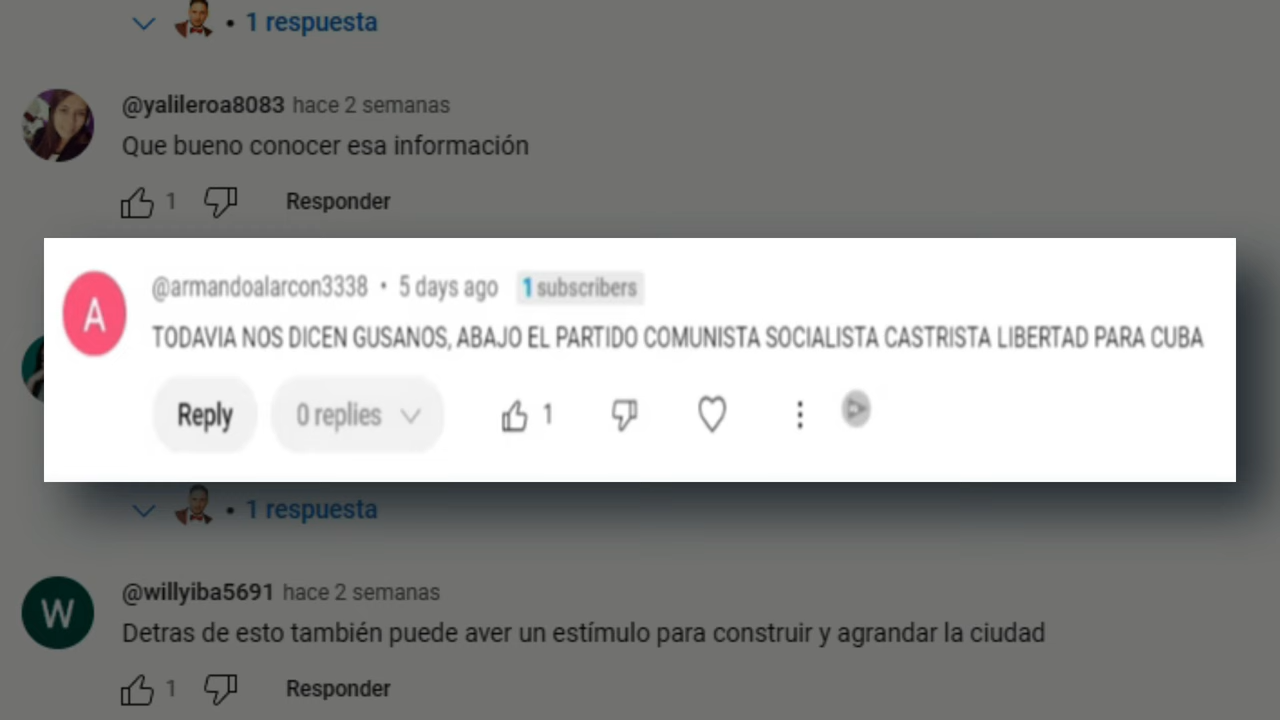 • 1 respuesta
@yalileroa8083 hace 2 semanas
Que bueno conocer esa información
1 Responder
A @armandoalarcon3338 • 5 days ago 1 subscribers
TODAVIA NOS DICEN GUSANOS, ABAJO EL PARTIDO COMUNISTA SOCIALISTA CASTRISTA LIBERTAD PARA CUBA
Reply 0 replies 1
• 1 respuesta
W @willyiba5691 hace 2 semanas
Detras de esto también puede aver un estímulo para construir y agrandar la ciudad
1 Responder